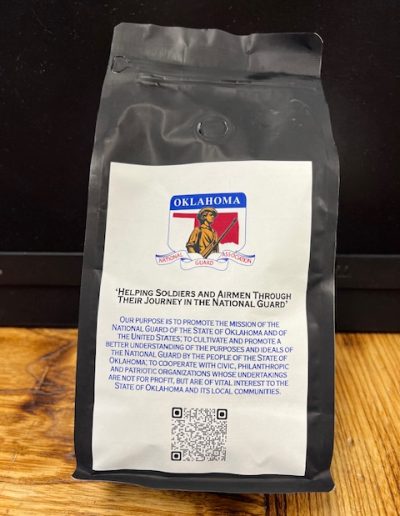 OKLAHOMA
NATIONAL GUARD ASSOCIATION
'Helping Soldiers and Airmen Through
Their Journey in the National Guard'
Our purpose is to promote the mission of the
National Guard of the State of Oklahoma and of
the United States; to cultivate and promote a
better understanding of the purposes and ideals of
the National Guard by the people of the State of
Oklahoma; to cooperate with civic, philanthropic
and patriotic organizations whose undertakings
are not for profit, but are of vital interest to the
State of Oklahoma and its local communities.